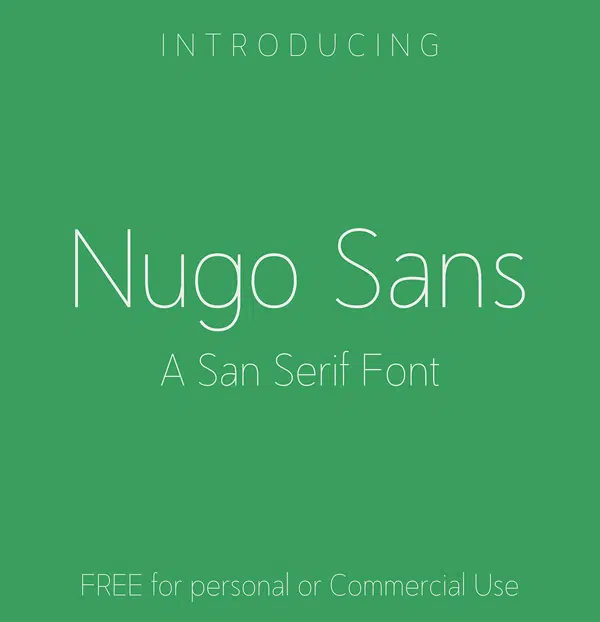 INTRODUCING
Nugo Sans
A San Serif Font
FREE for personal or Commercial Use